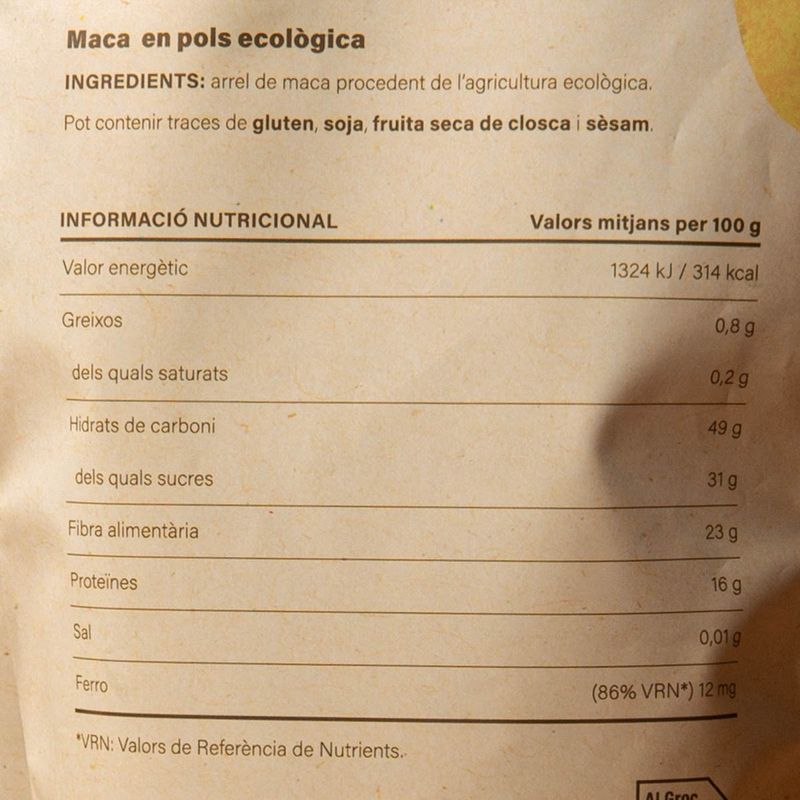 Maca en pols ecològica
INGREDIENTS: arrel de maca procedent de l'agricultura ecològica.
Pot contenir traces de gluten, soja, fruita seca de closca i sèsam.
INFORMACIÓ NUTRICIONAL Valors mitjans per 100 g
Valor energètic 1324 kJ / 314 kcal
Greixos 0,8 g
dels quals saturats 0,2 g
Hidrats de carboni 49 g
dels quals sucres 31 g
Fibra alimentària 23 g
Proteïnes 16 g
Sal 0,01 g
Ferro (86% VRN*) 12 mg
*VRN: Valors de Referència de Nutrients.
Al Groc